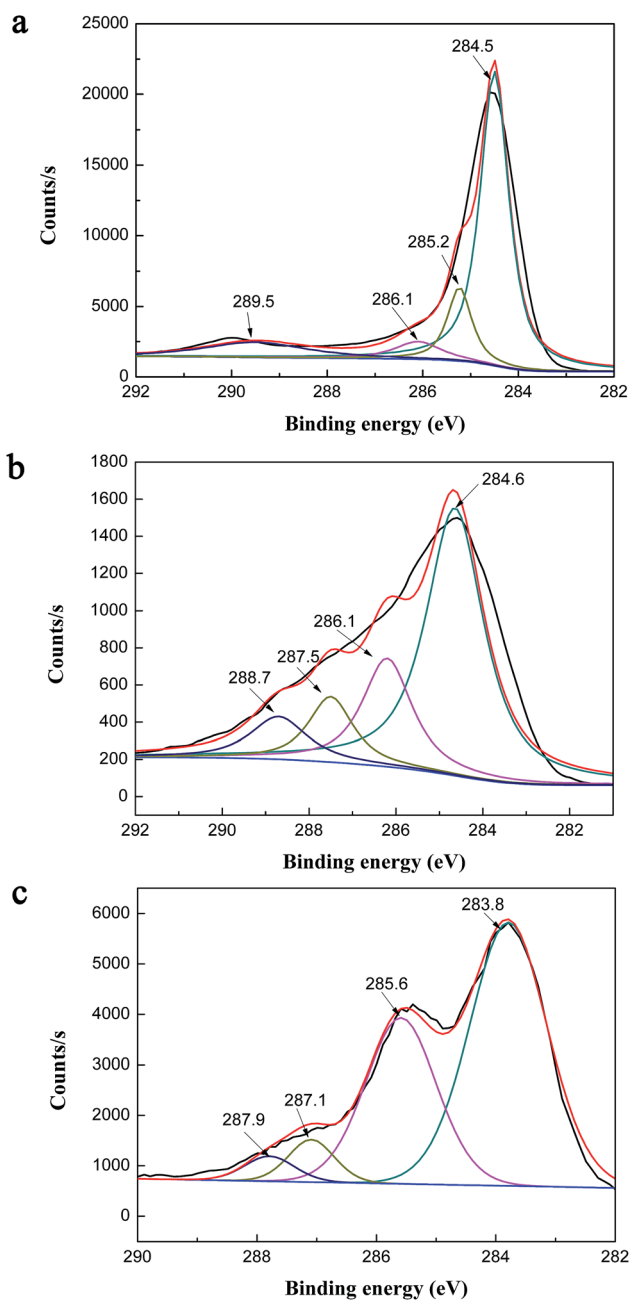 a
25000
20000
15000
10000
5000
0
Counts/s
284.5
285.2
286.1
289.5
292 290 288 286 284 282
Binding energy (eV)
b
1800
1600
1400
1200
1000
800
600
400
200
0
Counts/s
284.6
286.1
287.5
288.7
292 290 288 286 284 282
Binding energy (eV)
c
6000
5000
4000
3000
2000
1000
0
Counts/s
283.8
285.6
287.1
287.9
290 288 286 284 282
Binding energy (eV)